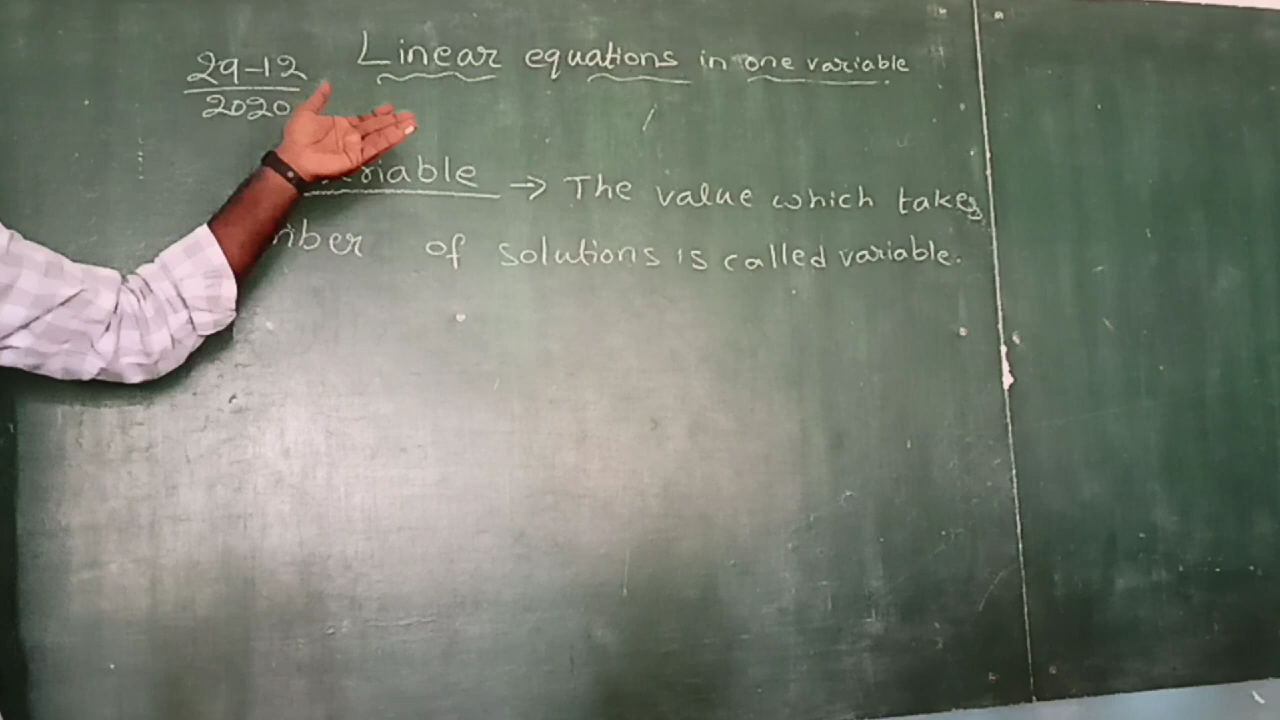 29-12
2020
Linear equations in one variable
riable → The value which takes
nber of solutions is called variable.